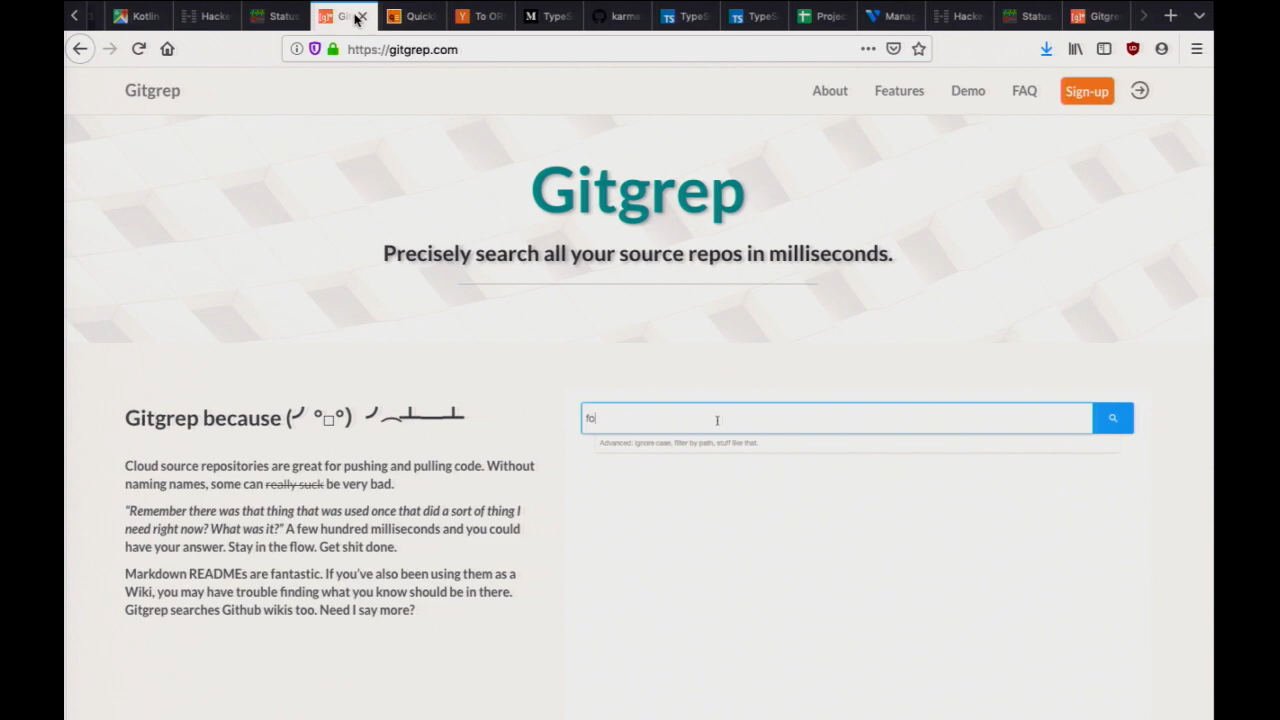 Kotlin
Hacke
Status
Gi
Quick
To OR
TypeS
karma
TypeS
TypeS
Projec
Manag
Hacke
Status
Gitgre
https://gitgrep.com
Gitgrep
About
Features
Demo
FAQ
Sign-up
Gitgrep
Precisely search all your source repos in milliseconds.
Gitgrep because (╯°□°)╯︵┻━┻
fo
Advanced: Ignore case, filter by path, stuff like that.
Cloud source repositories are great for pushing and pulling code. Without
naming names, some can really suck be very bad.
"Remember there was that thing that was used once that did a sort of thing I
need right now? What was it?" A few hundred milliseconds and you could
have your answer. Stay in the flow. Get shit done.
Markdown READMEs are fantastic. If you've also been using them as a
Wiki, you may have trouble finding what you know should be in there.
Gitgrep searches Github wikis too. Need I say more?